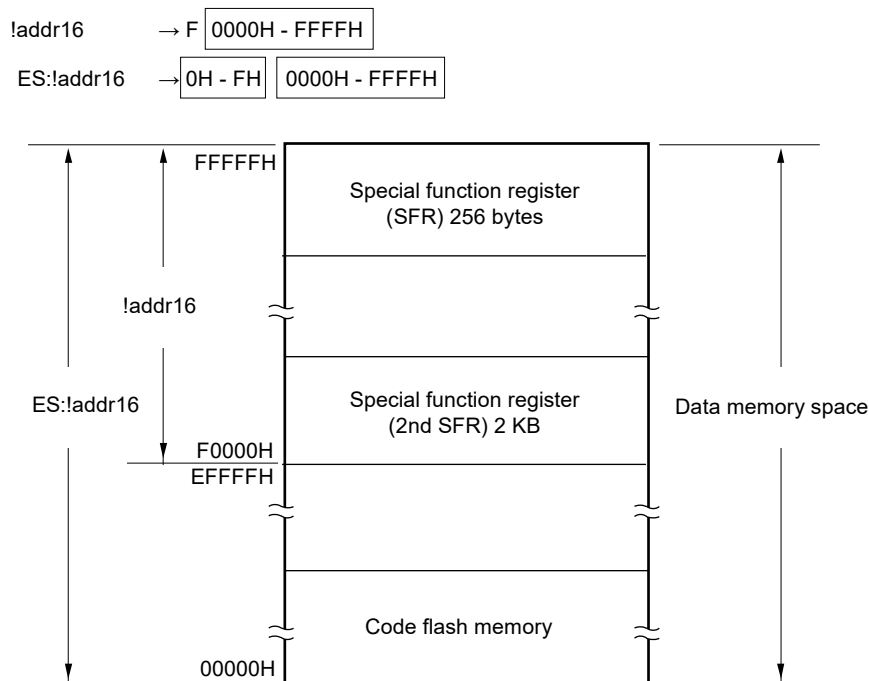 !addr16 → F 0000H - FFFFH
ES:!addr16 → 0H - FH 0000H - FFFFH
FFFFFH
Special function register
(SFR) 256 bytes
!addr16
ES:!addr16
Special function register
(2nd SFR) 2 KB
Data memory space
F0000H
EFFFFH
Code flash memory
00000H